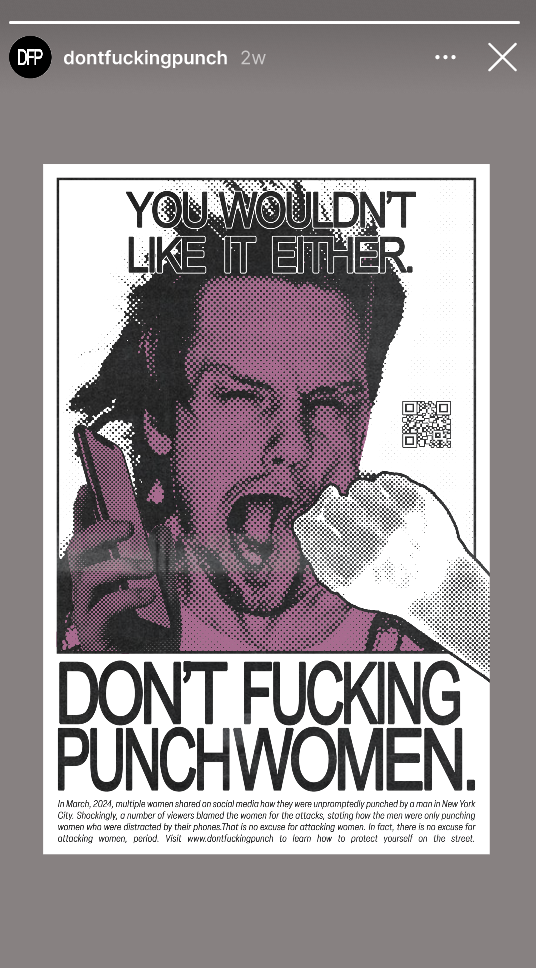 DFP
dontfuckingpunch 2w
YOU WOULDN'T
LIKE IT EITHER.
DON'T FUCKING
PUNCH WOMEN.
In March, 2024, multiple women shared on social media how they were unpromptedly punched by a man in New York
City. Shockingly, a number of viewers blamed the women for the attacks, stating how the men were only punching
women who were distracted by their phones.That is no excuse for attacking women. In fact, there is no excuse for
attacking women, period. Visit www.dontfuckingpunch to learn how to protect yourself on the street.